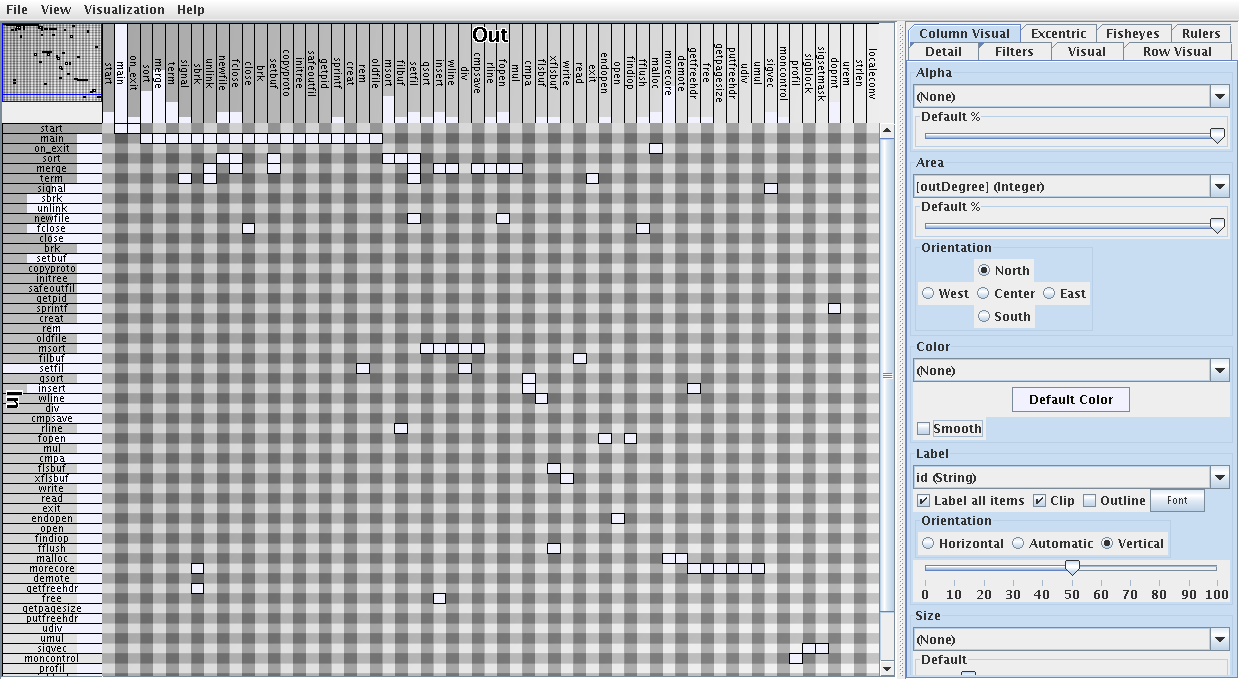 File View Visualization Help
Out
start
main
on_exit
sort
merge
term
signal
sbrk
unlink
newfile
fclose
close
brk
setbuf
copyproto
initree
safeoutfil
getpid
sprintf
creat
rem
oldfile
msort
filbuf
setfil
qsort
insert
wline
div
cmpsave
rline
fopen
mul
cmpa
flsbuf
xflsbuf
write
read
exit
endopen
open
findiop
fflush
malloc
morecore
demote
getfreehdr
free
getpagesize
putfreehdr
udiv
umul
sigvec
moncontrol
profil
sigblock
sigsetmask
doprnt
urem
strlen
localeconv
In
start
main
on_exit
sort
merge
term
signal
sbrk
unlink
newfile
fclose
close
brk
setbuf
copyproto
initree
safeoutfil
getpid
sprintf
creat
rem
oldfile
msort
filbuf
setfil
qsort
insert
wline
div
cmpsave
rline
fopen
mul
cmpa
flsbuf
xflsbuf
write
read
exit
endopen
open
findiop
fflush
malloc
morecore
demote
getfreehdr
free
getpagesize
putfreehdr
udiv
umul
sigvec
moncontrol
profil
Column Visual Excentric Fisheyes Rulers
Detail Filters Visual Row Visual
Alpha
(None)
Default %
Area
[outDegree] (Integer)
Default %
Orientation
North
West Center East
South
Color
(None)
Default Color
Smooth
Label
id (String)
Label all items Clip Outline Font
Orientation
Horizontal Automatic Vertical
0 10 20 30 40 50 60 70 80 90 100
Size
(None)
Default